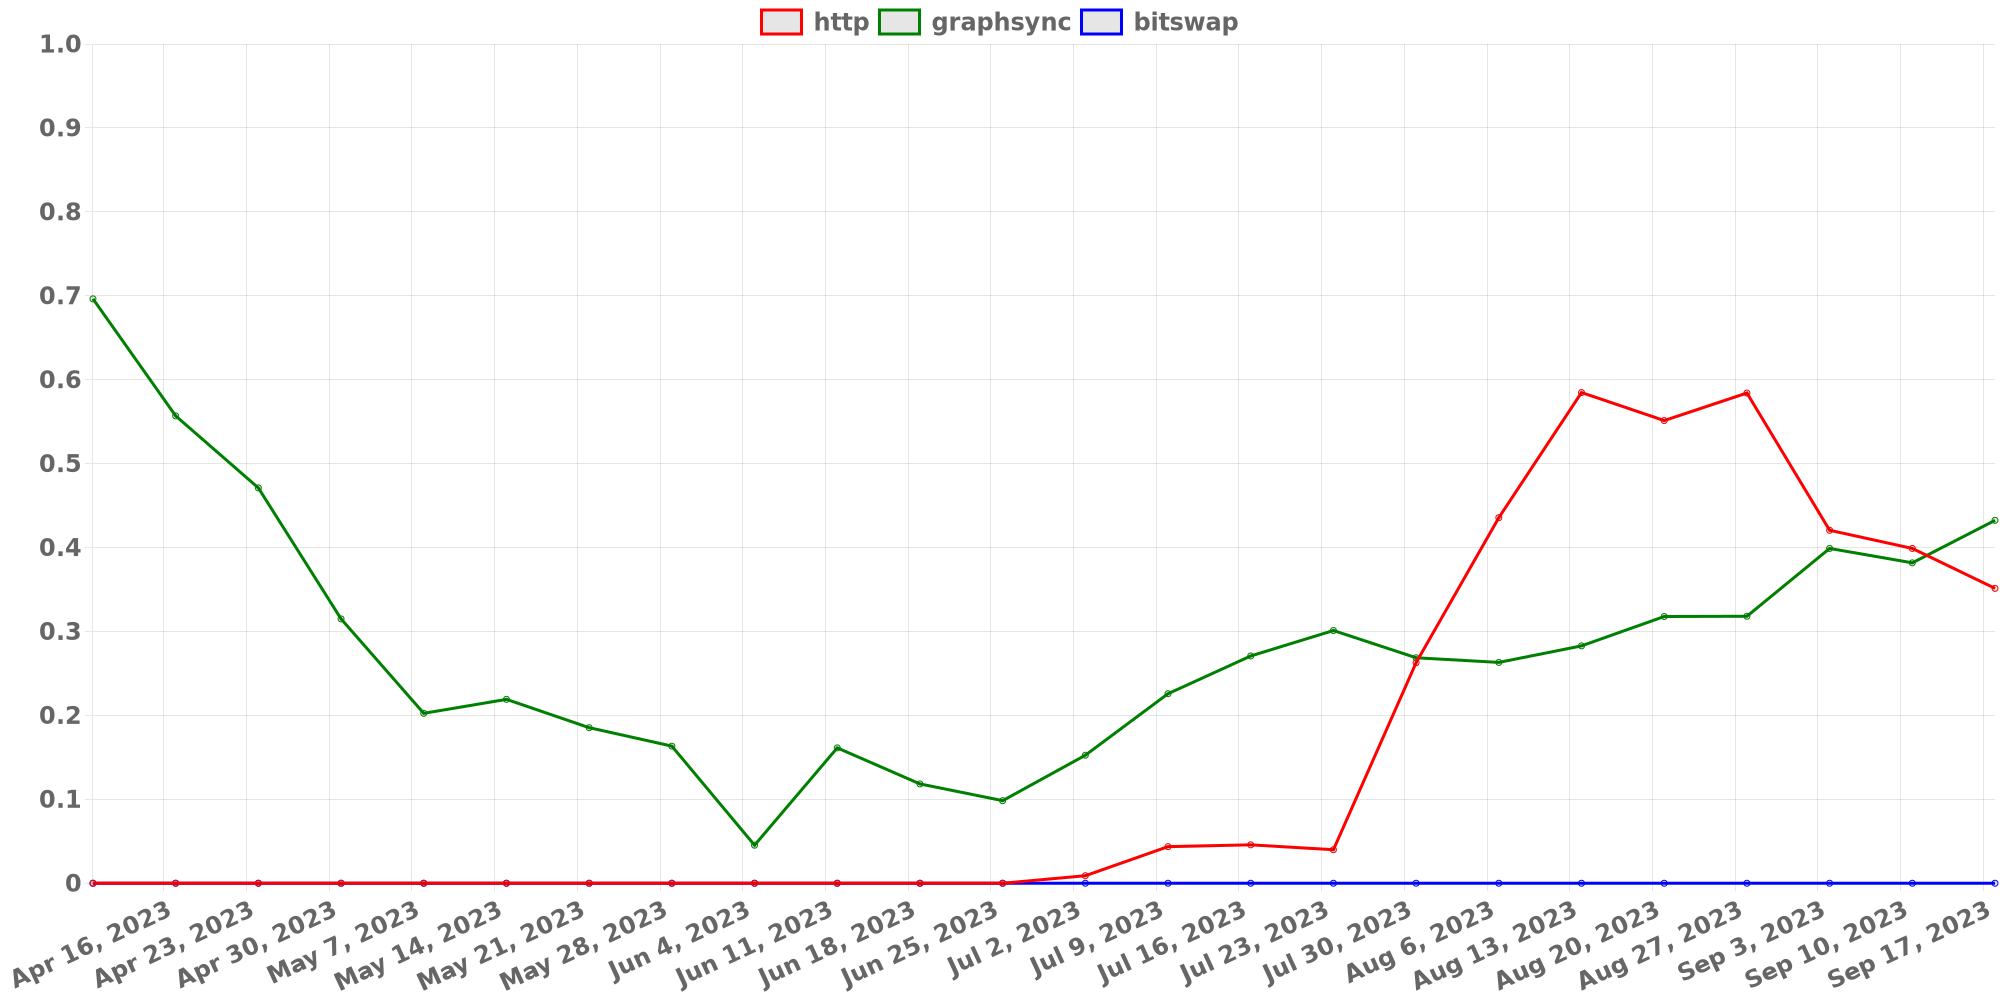 http graphsync bitswap
1.0
0.9
0.8
0.7
0.6
0.5
0.4
0.3
0.2
0.1
0
Apr 16, 2023
Apr 23, 2023
Apr 30, 2023
May 7, 2023
May 14, 2023
May 21, 2023
May 28, 2023
Jun 4, 2023
Jun 11, 2023
Jun 18, 2023
Jun 25, 2023
Jul 2, 2023
Jul 9, 2023
Jul 16, 2023
Jul 23, 2023
Jul 30, 2023
Aug 6, 2023
Aug 13, 2023
Aug 20, 2023
Aug 27, 2023
Sep 3, 2023
Sep 10, 2023
Sep 17, 2023